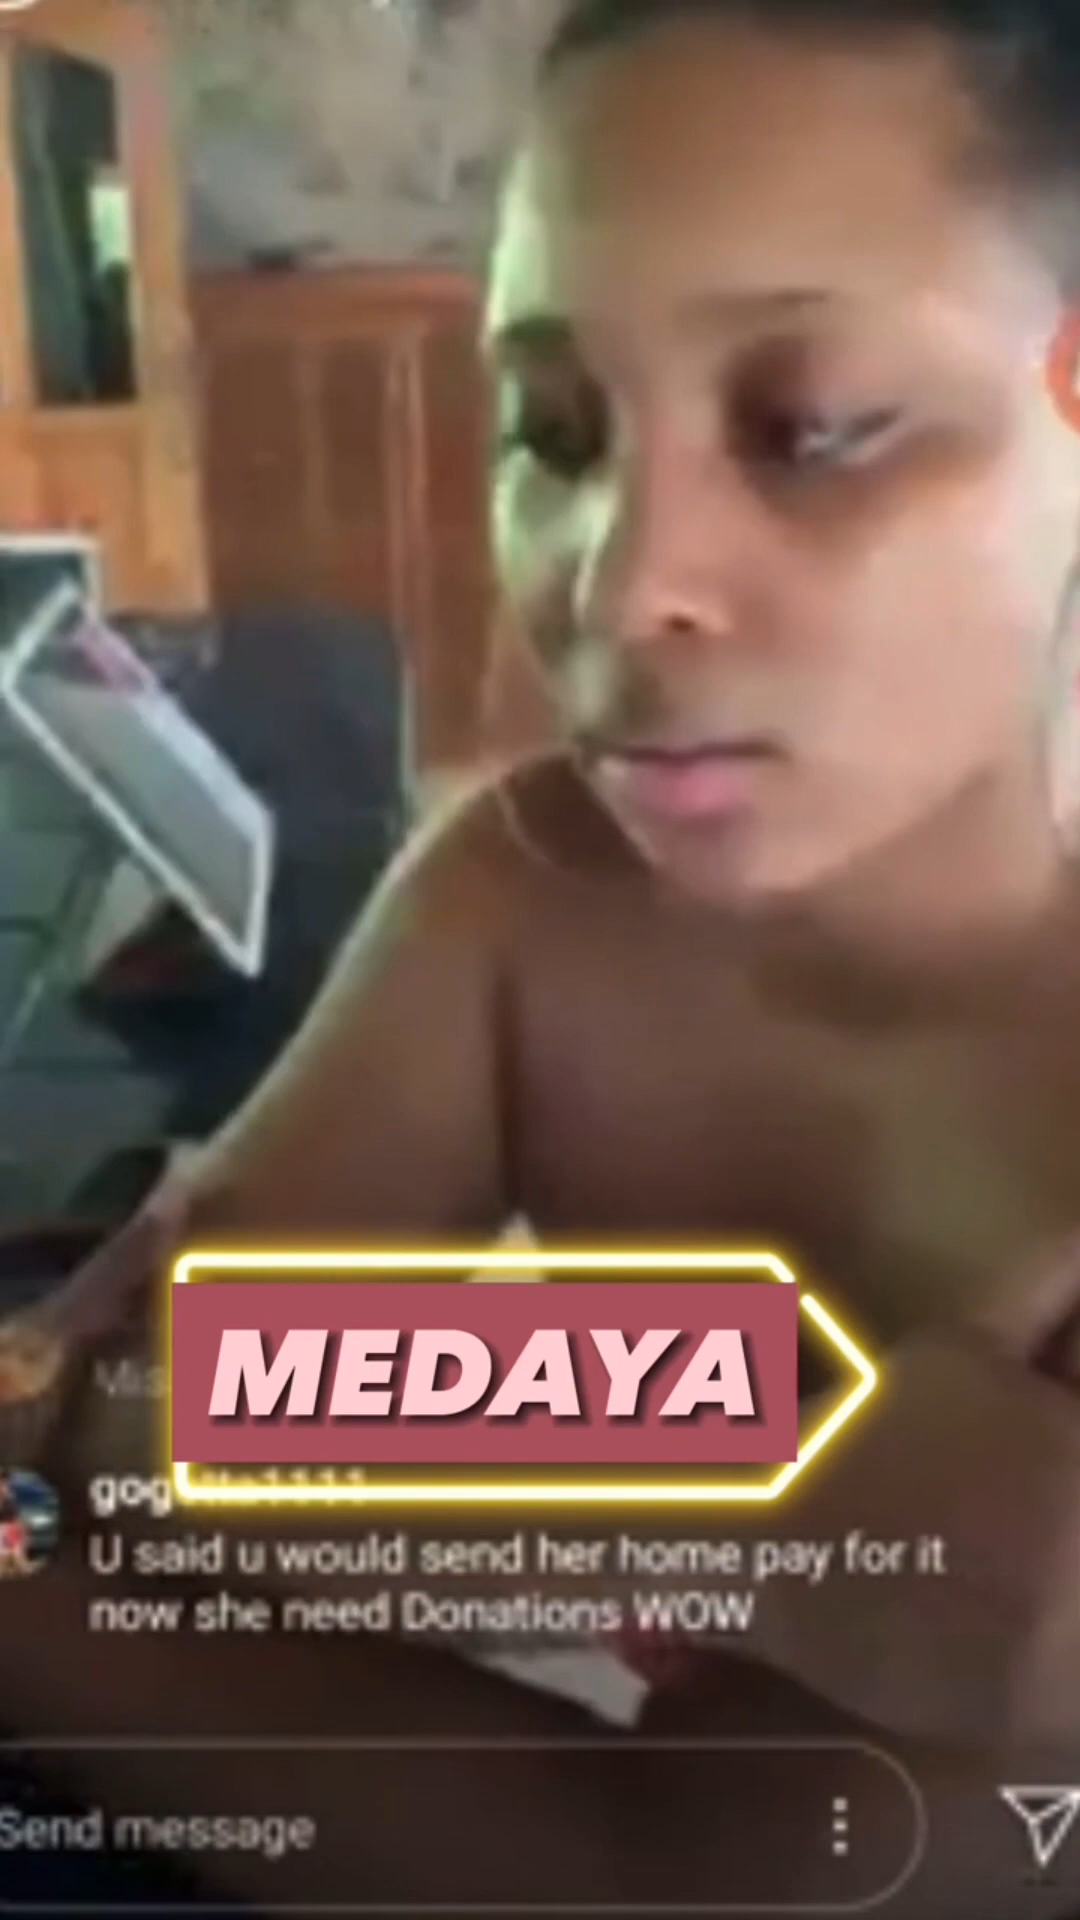 MEDAYA
U said u would send her home pay for it
now she need Donations WOW
Send message